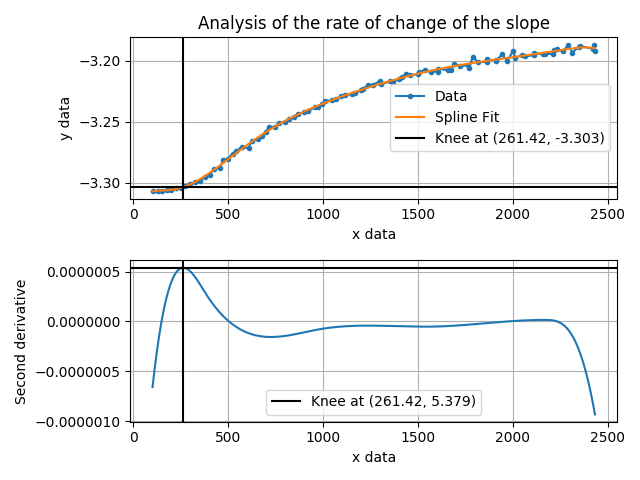 Analysis of the rate of change of the slope
−3.20
−3.25
−3.30
y data
Data
Spline Fit
Knee at (261.42, -3.303)
0 500 1000 1500 2000 2500
x data
0.0000005
0.0000000
−0.0000005
−0.0000010
Second derivative
Knee at (261.42, 5.379)
0 500 1000 1500 2000 2500
x data